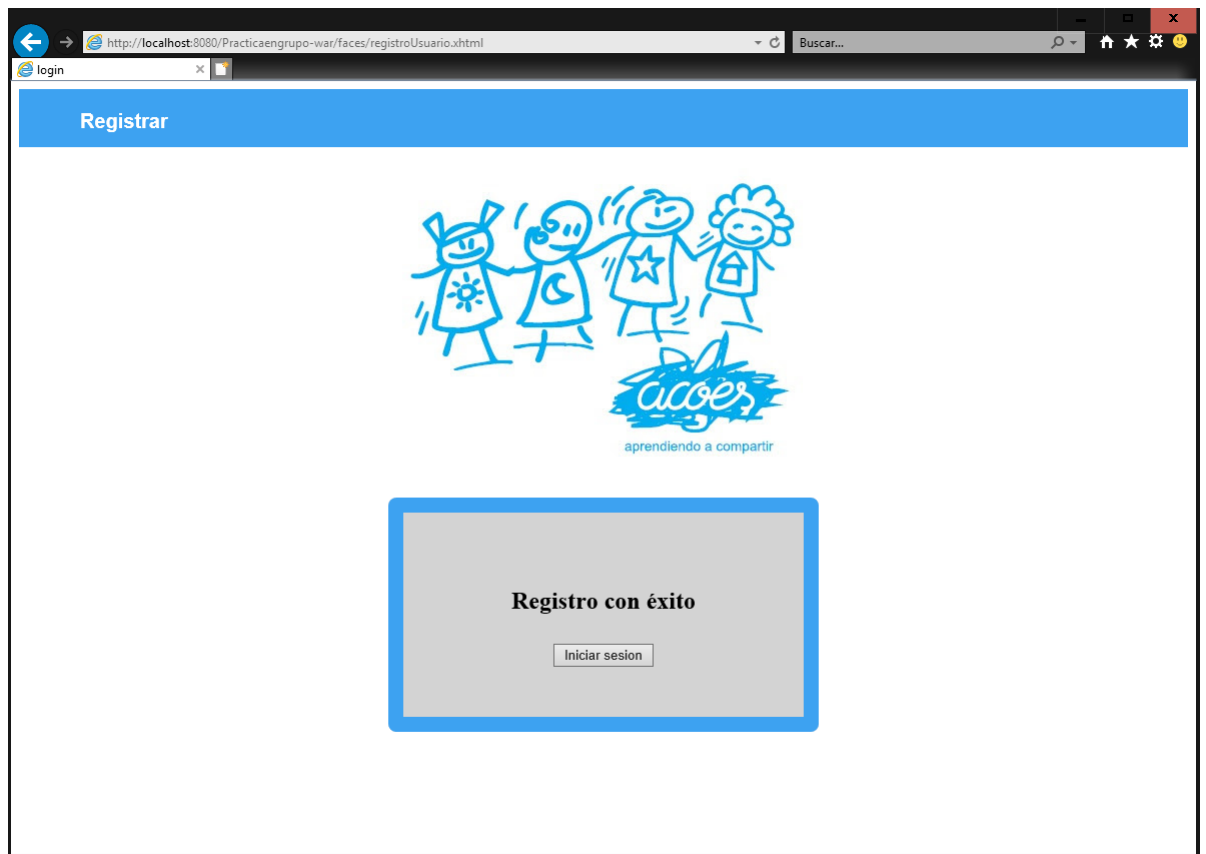 http://localhost:8080/Practicaengrupo-war/faces/registroUsuario.xhtml
Buscar...
login
Registrar
acoes
aprendiendo a compartir
Registro con éxito
Iniciar sesion